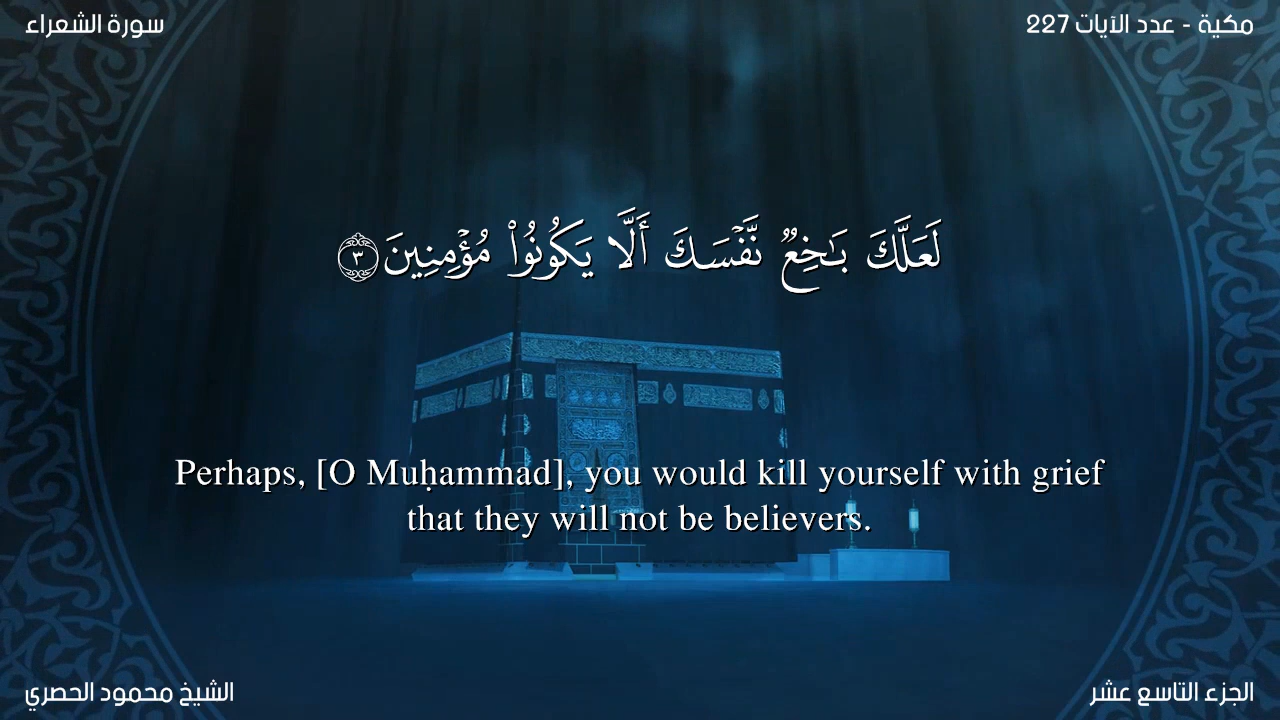 سورة الشعراء
مكية - عدد الآيات 227
لَعَلَّكَ بَـٰخِعٌۭ نَّفْسَكَ أَلَّا يَكُونُوا۟ مُؤْمِنِينَ ٣
Perhaps, [O Muḥammad], you would kill yourself with grief
that they will not be believers.
الشيخ محمود الحصري
الجزء التاسع عشر